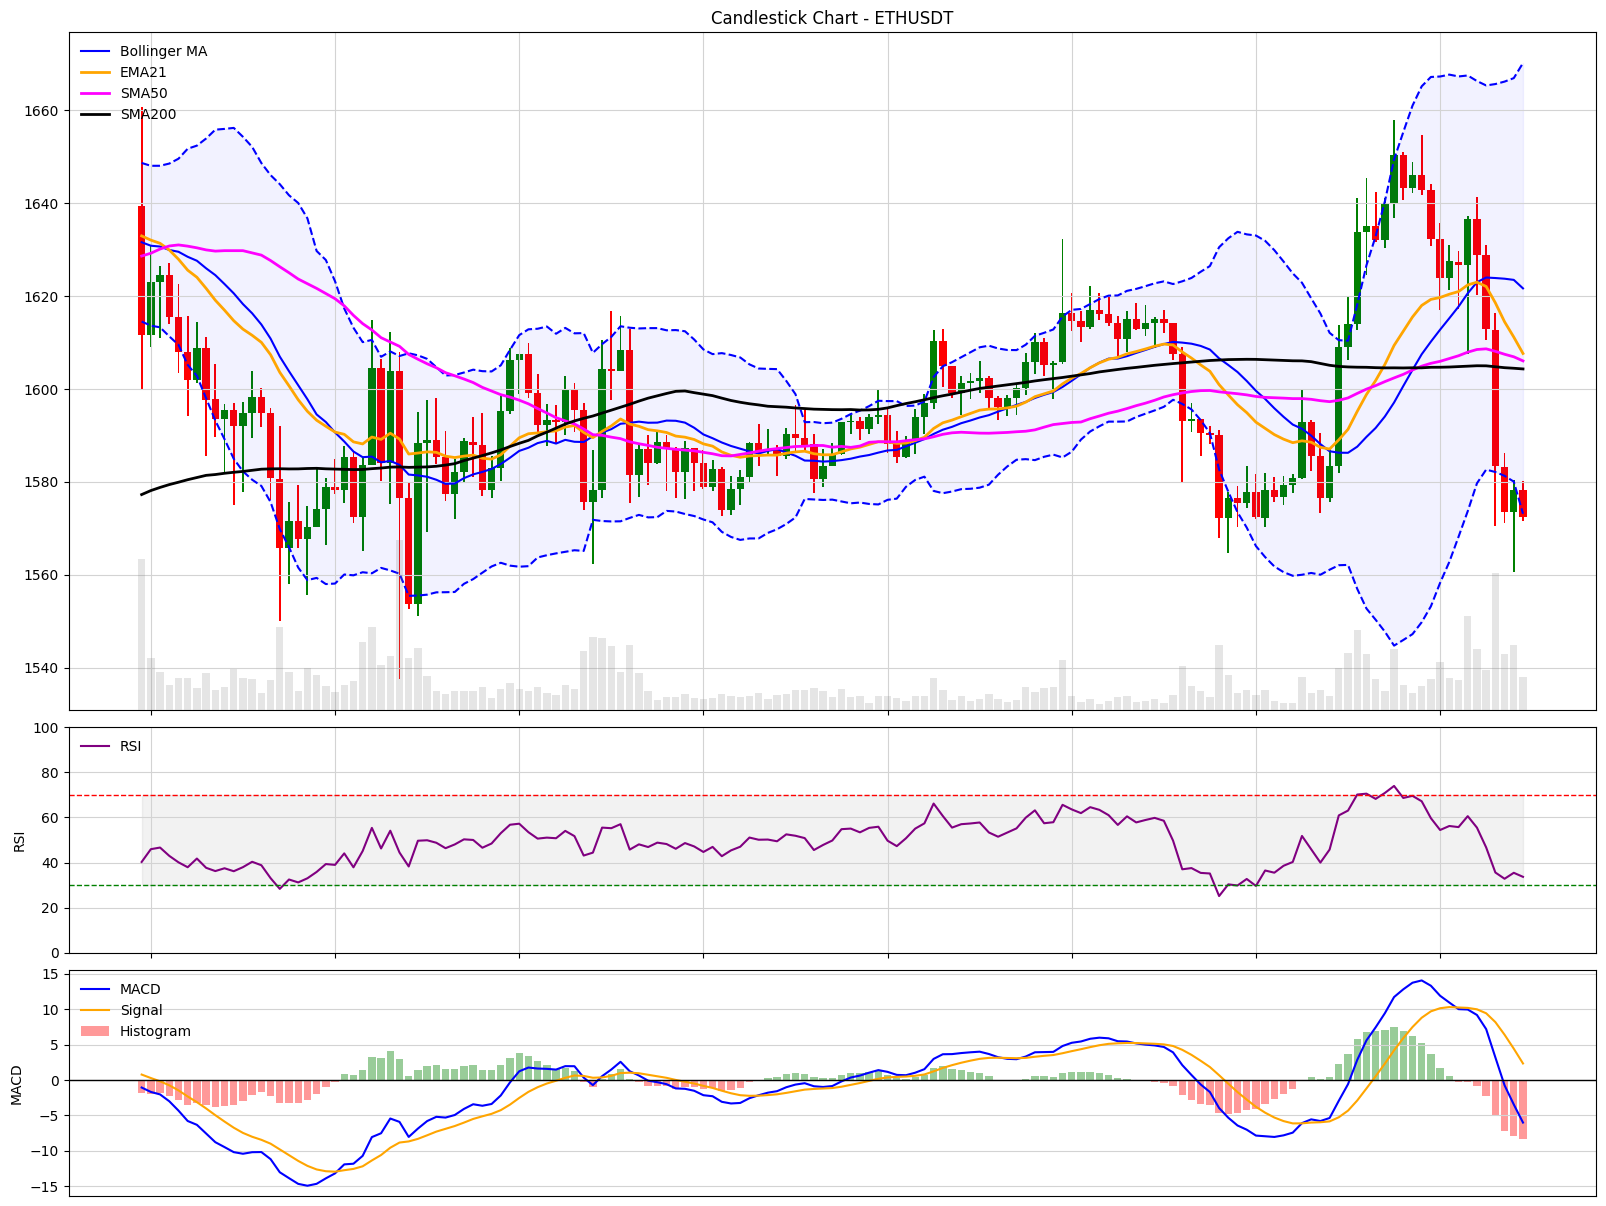 Candlestick Chart - ETHUSDT
Bollinger MA
EMA21
SMA50
SMA200
1660
1640
1620
1600
1580
1560
1540
RSI
100
80
60
40
20
0
RSI
MACD
Signal
Histogram
15
10
5
0
−5
−10
−15
MACD